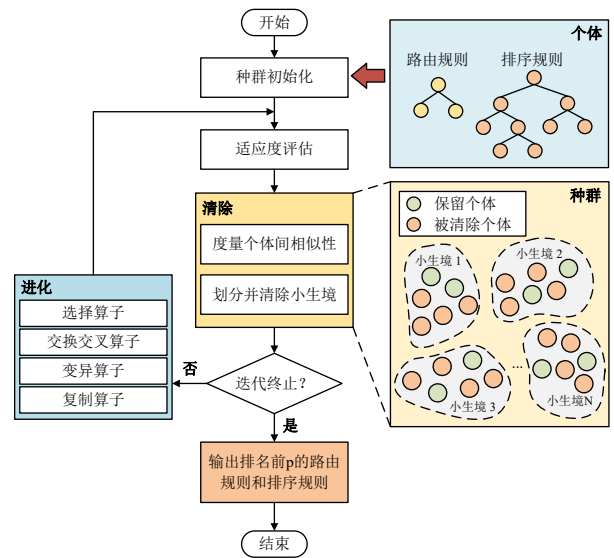 开始
种群初始化
适应度评估
清除
度量个体间相似性
划分并清除小生境
进化
选择算子
交换交叉算子
变异算子
复制算子
否
迭代终止？
是
输出排名前p的路由
规则和排序规则
结束
个体
路由规则
排序规则
种群
保留个体
被清除个体
小生境 1
小生境 2
小生境 3
...
小生境N